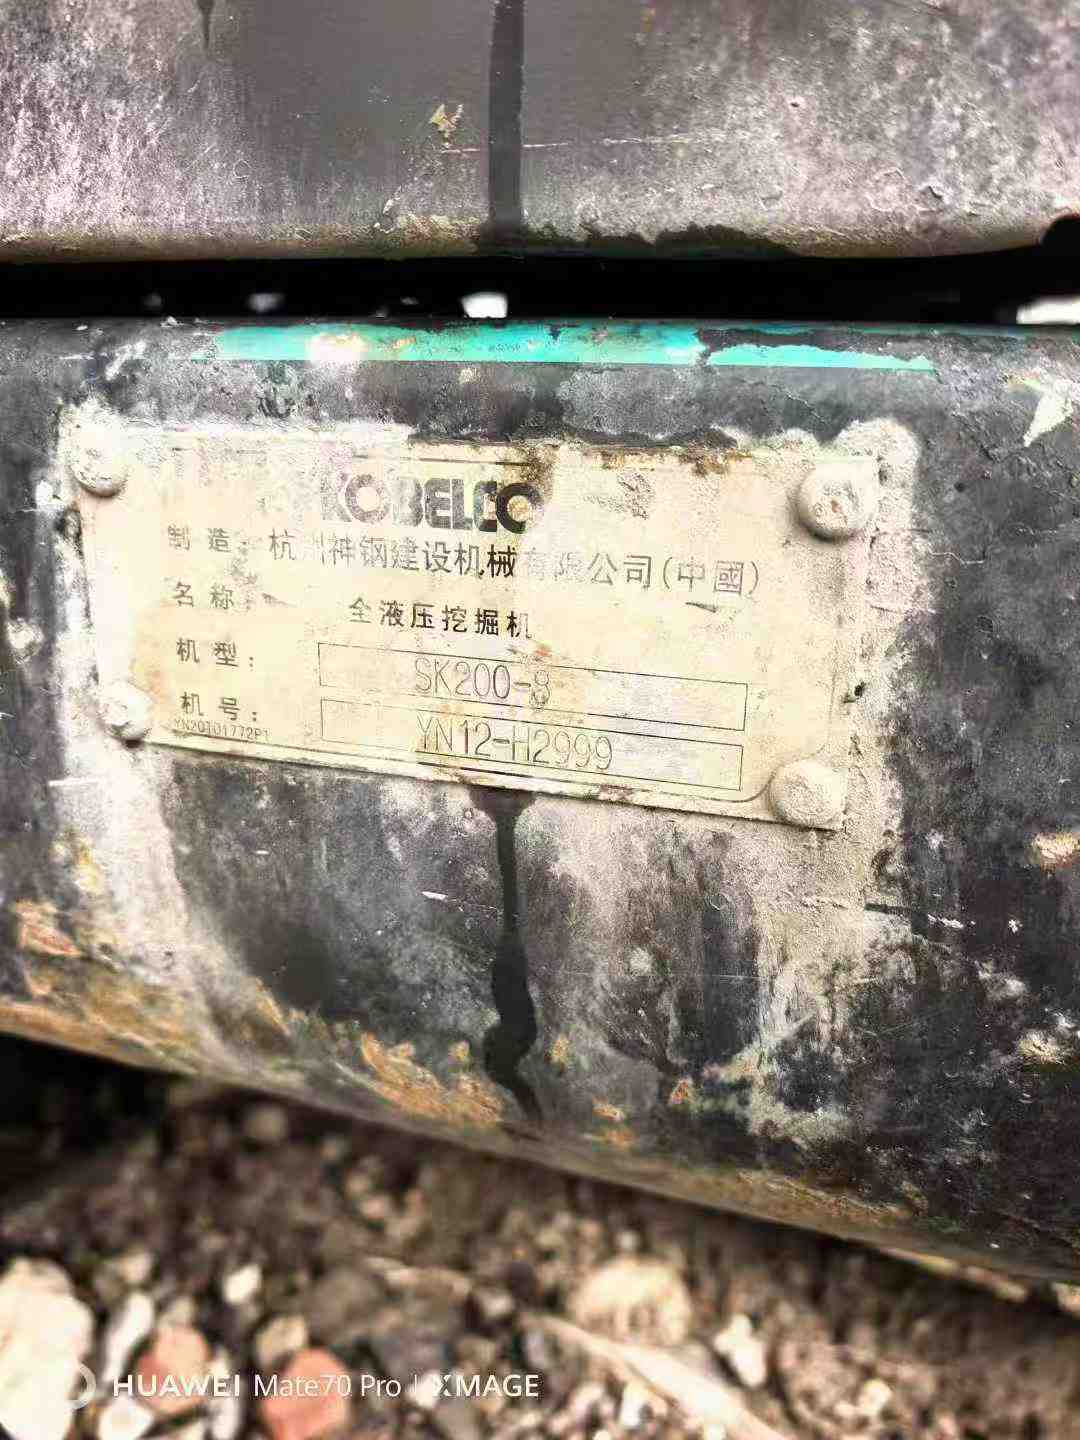 KOBELCO
制造：杭州神钢建设机械有限公司(中國)
名称：全液压挖掘机
机型：SK200-8
机号：YN12-H2999
YN20T01772P1
HUAWEI Mate70 Pro | XMAGE